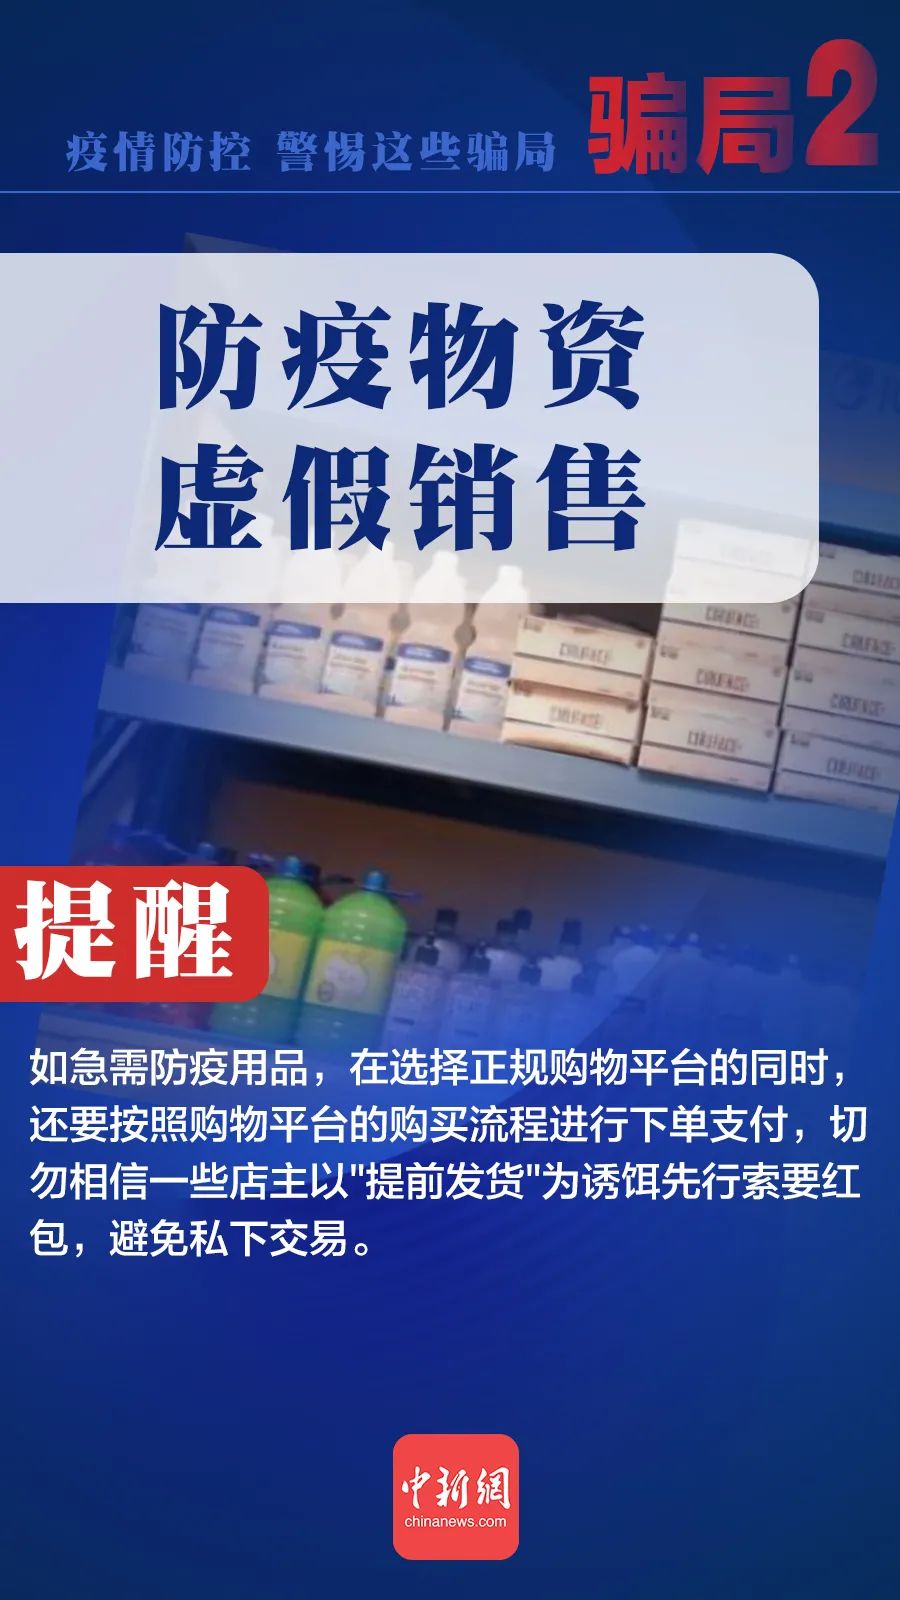 疫情防控 警惕这些骗局 骗局2
防疫物资
虚假销售
提醒
如急需防疫用品，在选择正规购物平台的同时，
还要按照购物平台的购买流程进行下单支付，切
勿相信一些店主以"提前发货"为诱饵先行索要红
包，避免私下交易。
中新網
chinanews.com